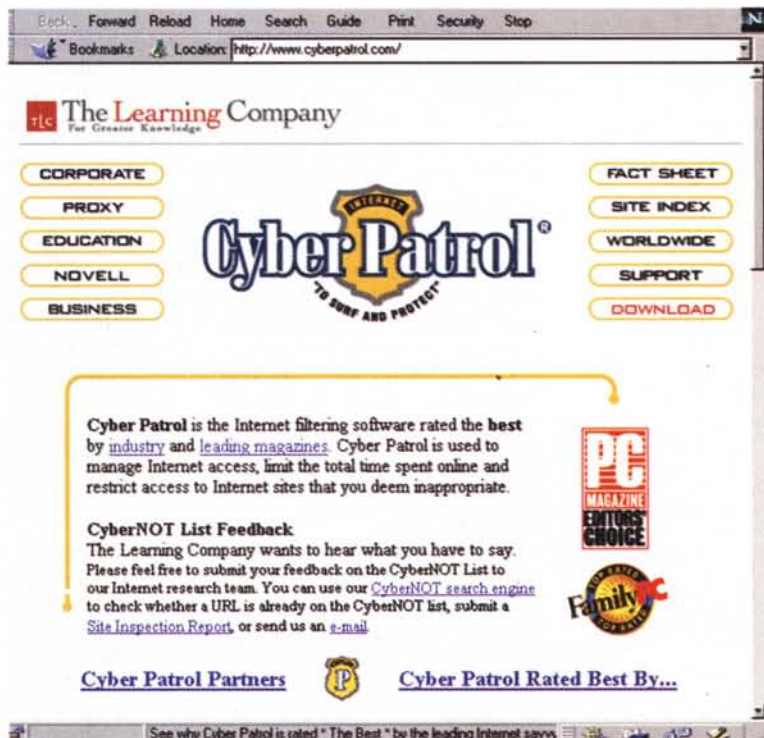 Back Forward Reload Home Search Guide Print Security Stop
N
Bookmarks Location: http://www.cyberpatrol.com/
TLC The Learning Company
For Greater Knowledge
CORPORATE
PROXY
EDUCATION
NOVELL
BUSINESS
INTERNET
Cyber Patrol®
"TO SURF AND PROTECT"
FACT SHEET
SITE INDEX
WORLDWIDE
SUPPORT
DOWNLOAD
Cyber Patrol is the Internet filtering software rated the best
by industry and leading magazines. Cyber Patrol is used to
manage Internet access, limit the total time spent online and
restrict access to Internet sites that you deem inappropriate.
CyberNOT List Feedback
The Learning Company wants to hear what you have to say.
Please feel free to submit your feedback on the CyberNOT List to
our Internet research team. You can use our CyberNOT search engine
to check whether a URL is already on the CyberNOT list, submit a
Site Inspection Report, or send us an e-mail.
PC
MAGAZINE
EDITORS'
CHOICE
TOP RATED
FamilyPC
TOP RATED
Cyber Patrol Partners
P
Cyber Patrol Rated Best By...
See why Cyber Patrol is rated "The Best" by the leading Internet savvy